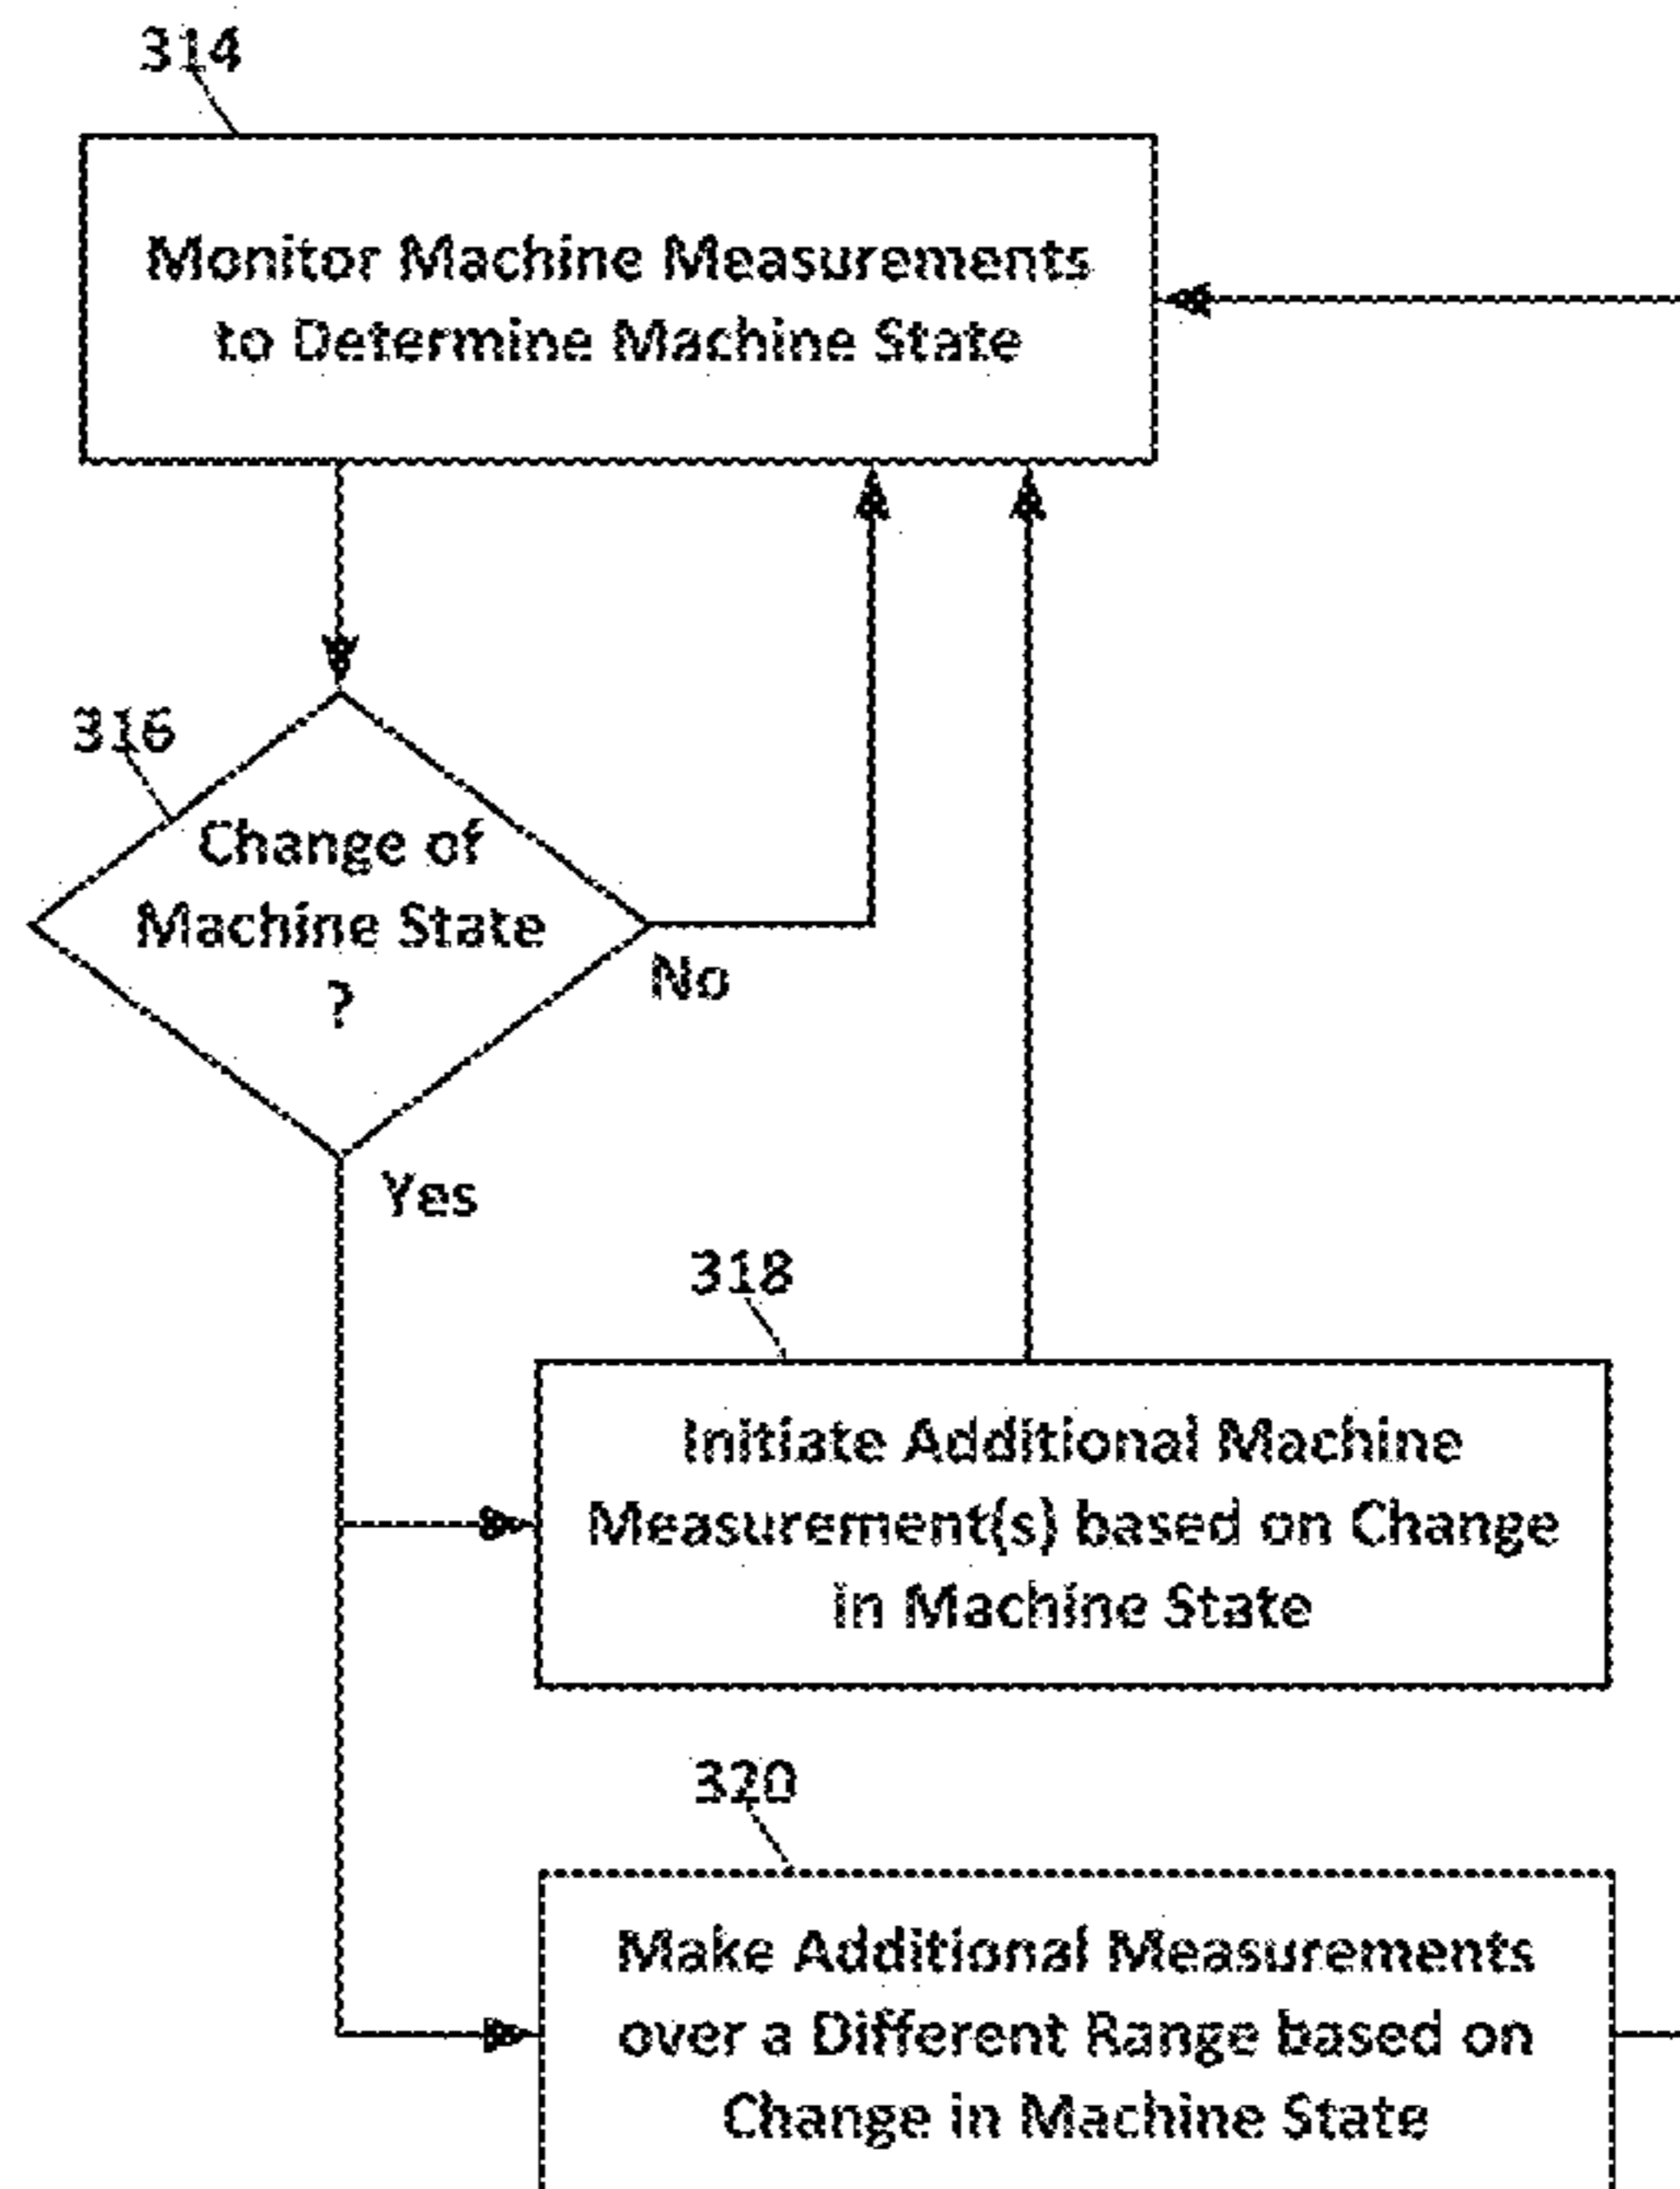 314
Monitor Machine Measurements
to Determine Machine State
316
Change of
Machine State
?
No
Yes
318
Initiate Additional Machine
Measurement(s) based on Change
in Machine State
320
Make Additional Measurements
over a Different Range based on
Change in Machine State